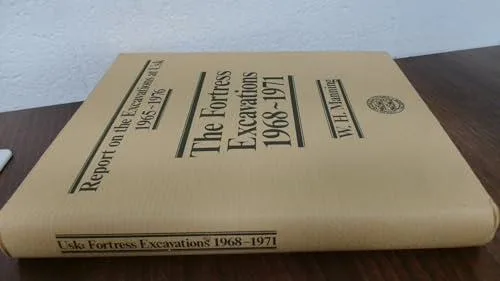 Report on the Excavations at Usk
1965-1976
The Fortress
Excavations
1968-1971
W. H. Manning
Usk: Fortress Excavations 1968-1971